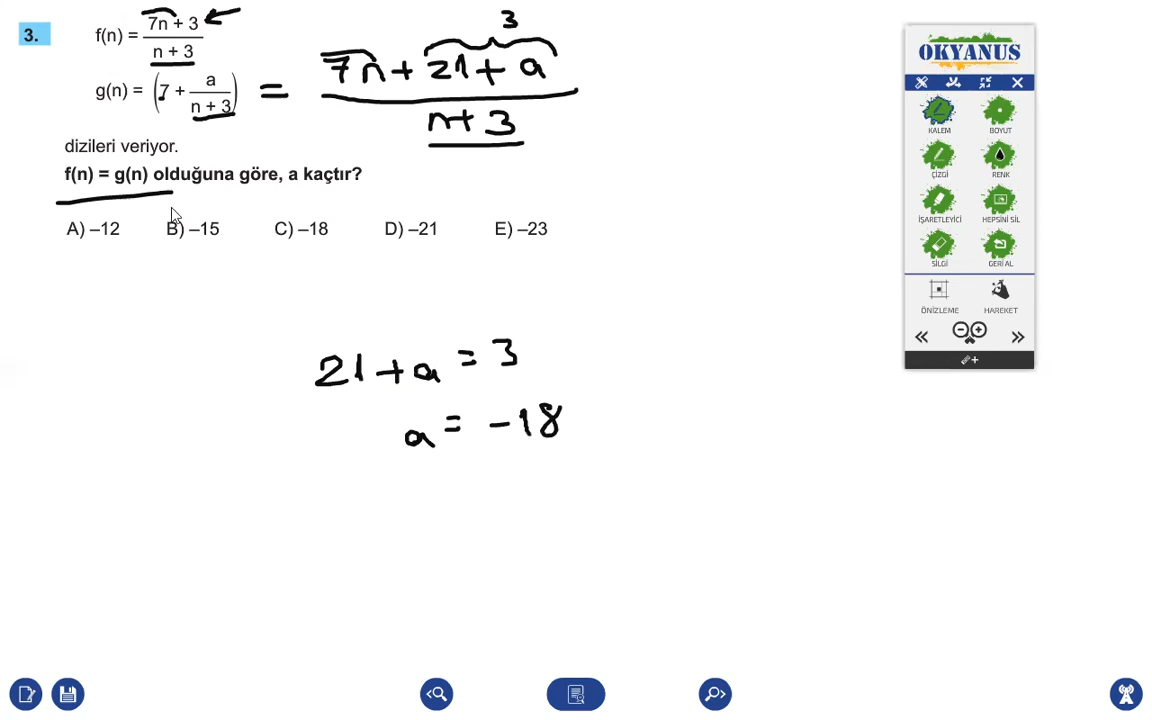 3.
f(n) = 7n + 3 / n + 3
g(n) = (7 + a / n + 3) = 7n + 21 + a / n + 3
3
dizileri veriyor.
f(n) = g(n) olduğuna göre, a kaçtır?
A) –12 B) –15 C) –18 D) –21 E) –23
21 + a = 3
a = -18
OKYANUS
KALEM BOYUT
ÇİZGİ RENK
İŞARETLEYİCİ HEPSİNİ SİL
SİLGİ GERİ AL
ÖNİZLEME HAREKET